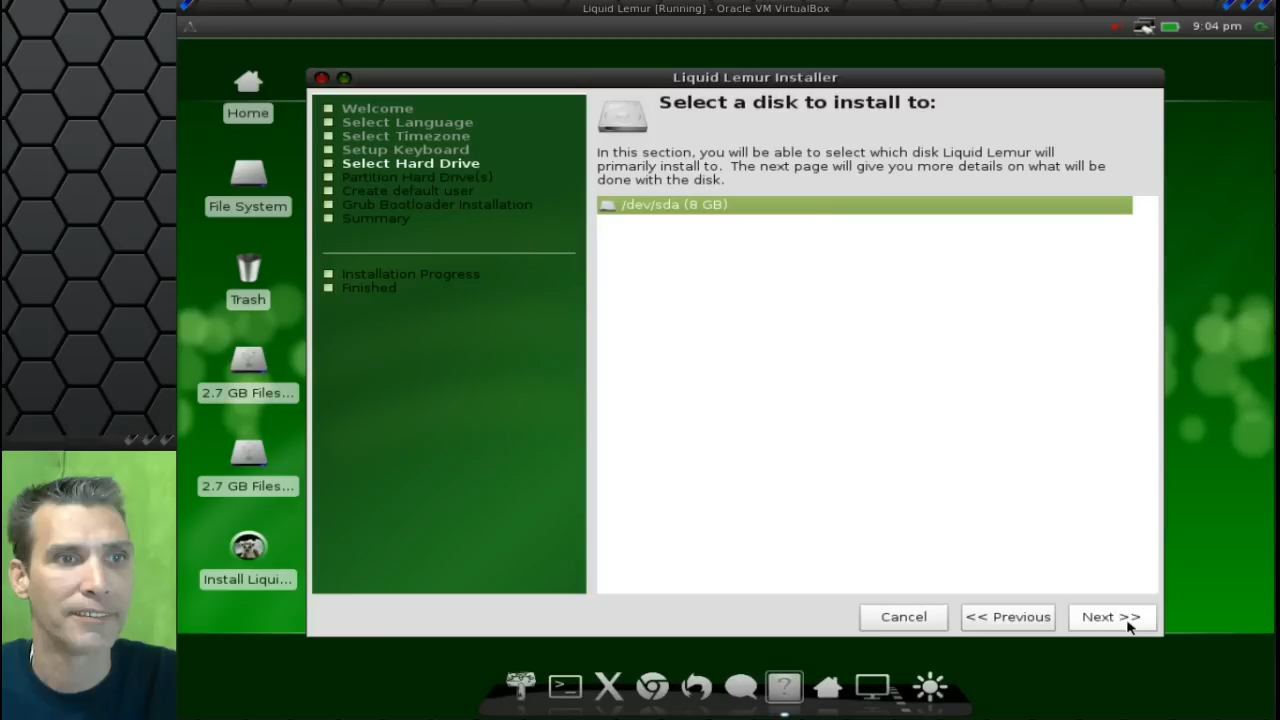 Liquid Lemur [Running] - Oracle VM VirtualBox
9:04 pm
Liquid Lemur Installer
Home
File System
Trash
2.7 GB Files...
2.7 GB Files...
Install Liqui...
Welcome
Select Language
Select Timezone
Setup Keyboard
Select Hard Drive
Partition Hard Drive(s)
Create default user
Grub Bootloader Installation
Summary
Installation Progress
Finished
Select a disk to install to:
In this section, you will be able to select which disk Liquid Lemur will
primarily install to. The next page will give you more details on what will be
done with the disk.
/dev/sda (8 GB)
Cancel
<< Previous
Next >>